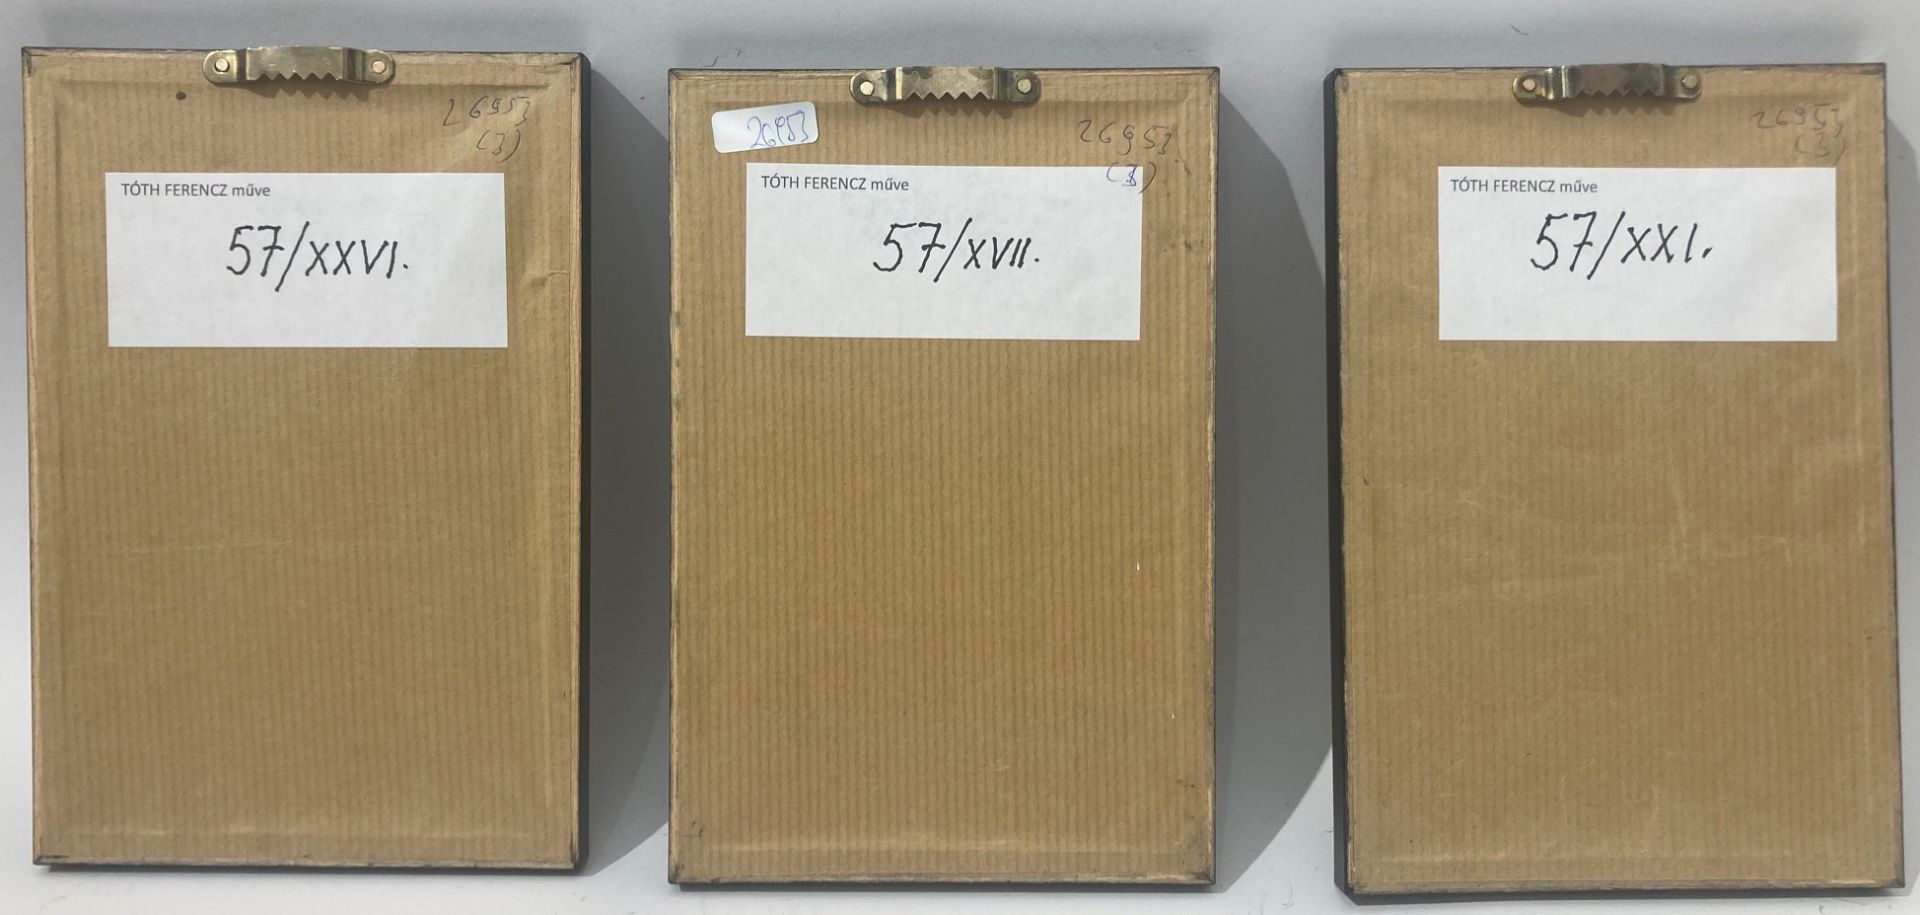 26953
(3)
TÓTH FERENCZ műve
57/XXVI.
26953
26953
(3)
TÓTH FERENCZ műve
57/XVII.
26953
(3)
TÓTH FERENCZ műve
57/XXI.